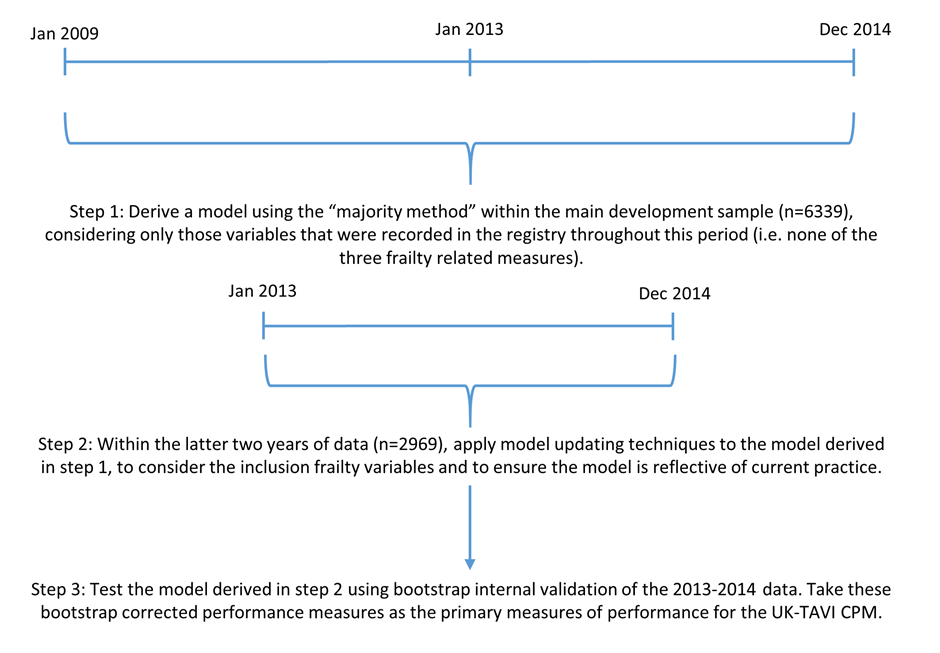 Jan 2009
Jan 2013
Dec 2014
Step 1: Derive a model using the “majority method” within the main development sample (n=6339),
considering only those variables that were recorded in the registry throughout this period (i.e. none of the
three frailty related measures).
Jan 2013
Dec 2014
Step 2: Within the latter two years of data (n=2969), apply model updating techniques to the model derived
in step 1, to consider the inclusion frailty variables and to ensure the model is reflective of current practice.
Step 3: Test the model derived in step 2 using bootstrap internal validation of the 2013-2014 data. Take these
bootstrap corrected performance measures as the primary measures of performance for the UK-TAVI CPM.